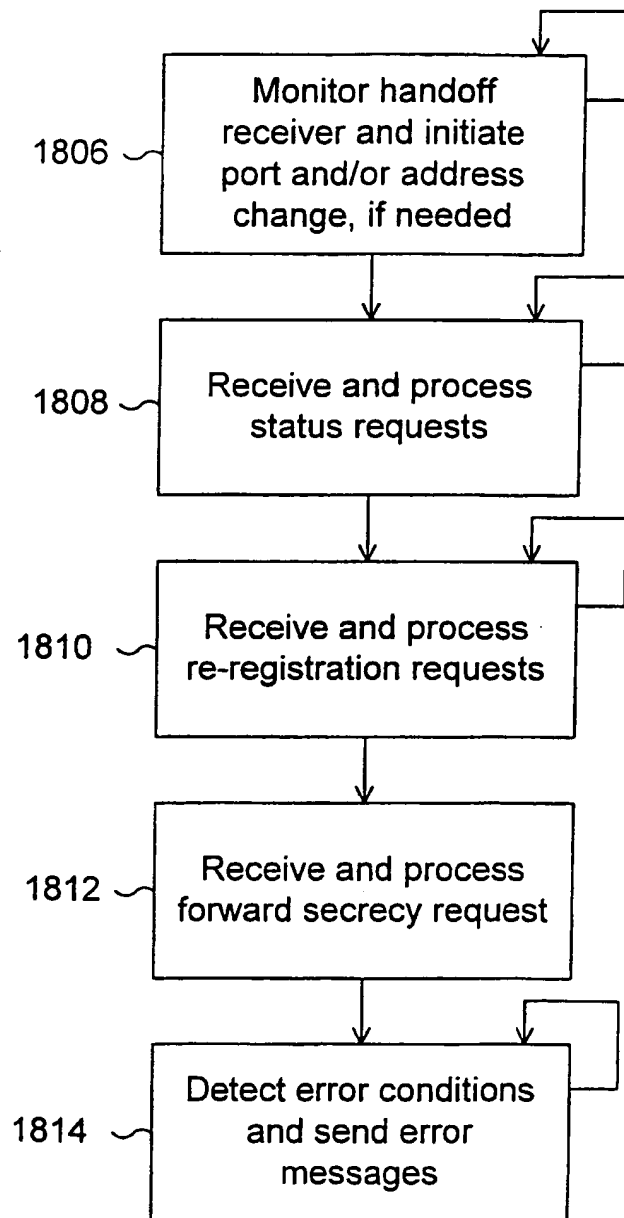 Monitor handoff
receiver and initiate
port and/or address
change, if needed
1806
Receive and process
status requests
1808
Receive and process
re-registration requests
1810
Receive and process
forward secrecy request
1812
Detect error conditions
and send error
messages
1814